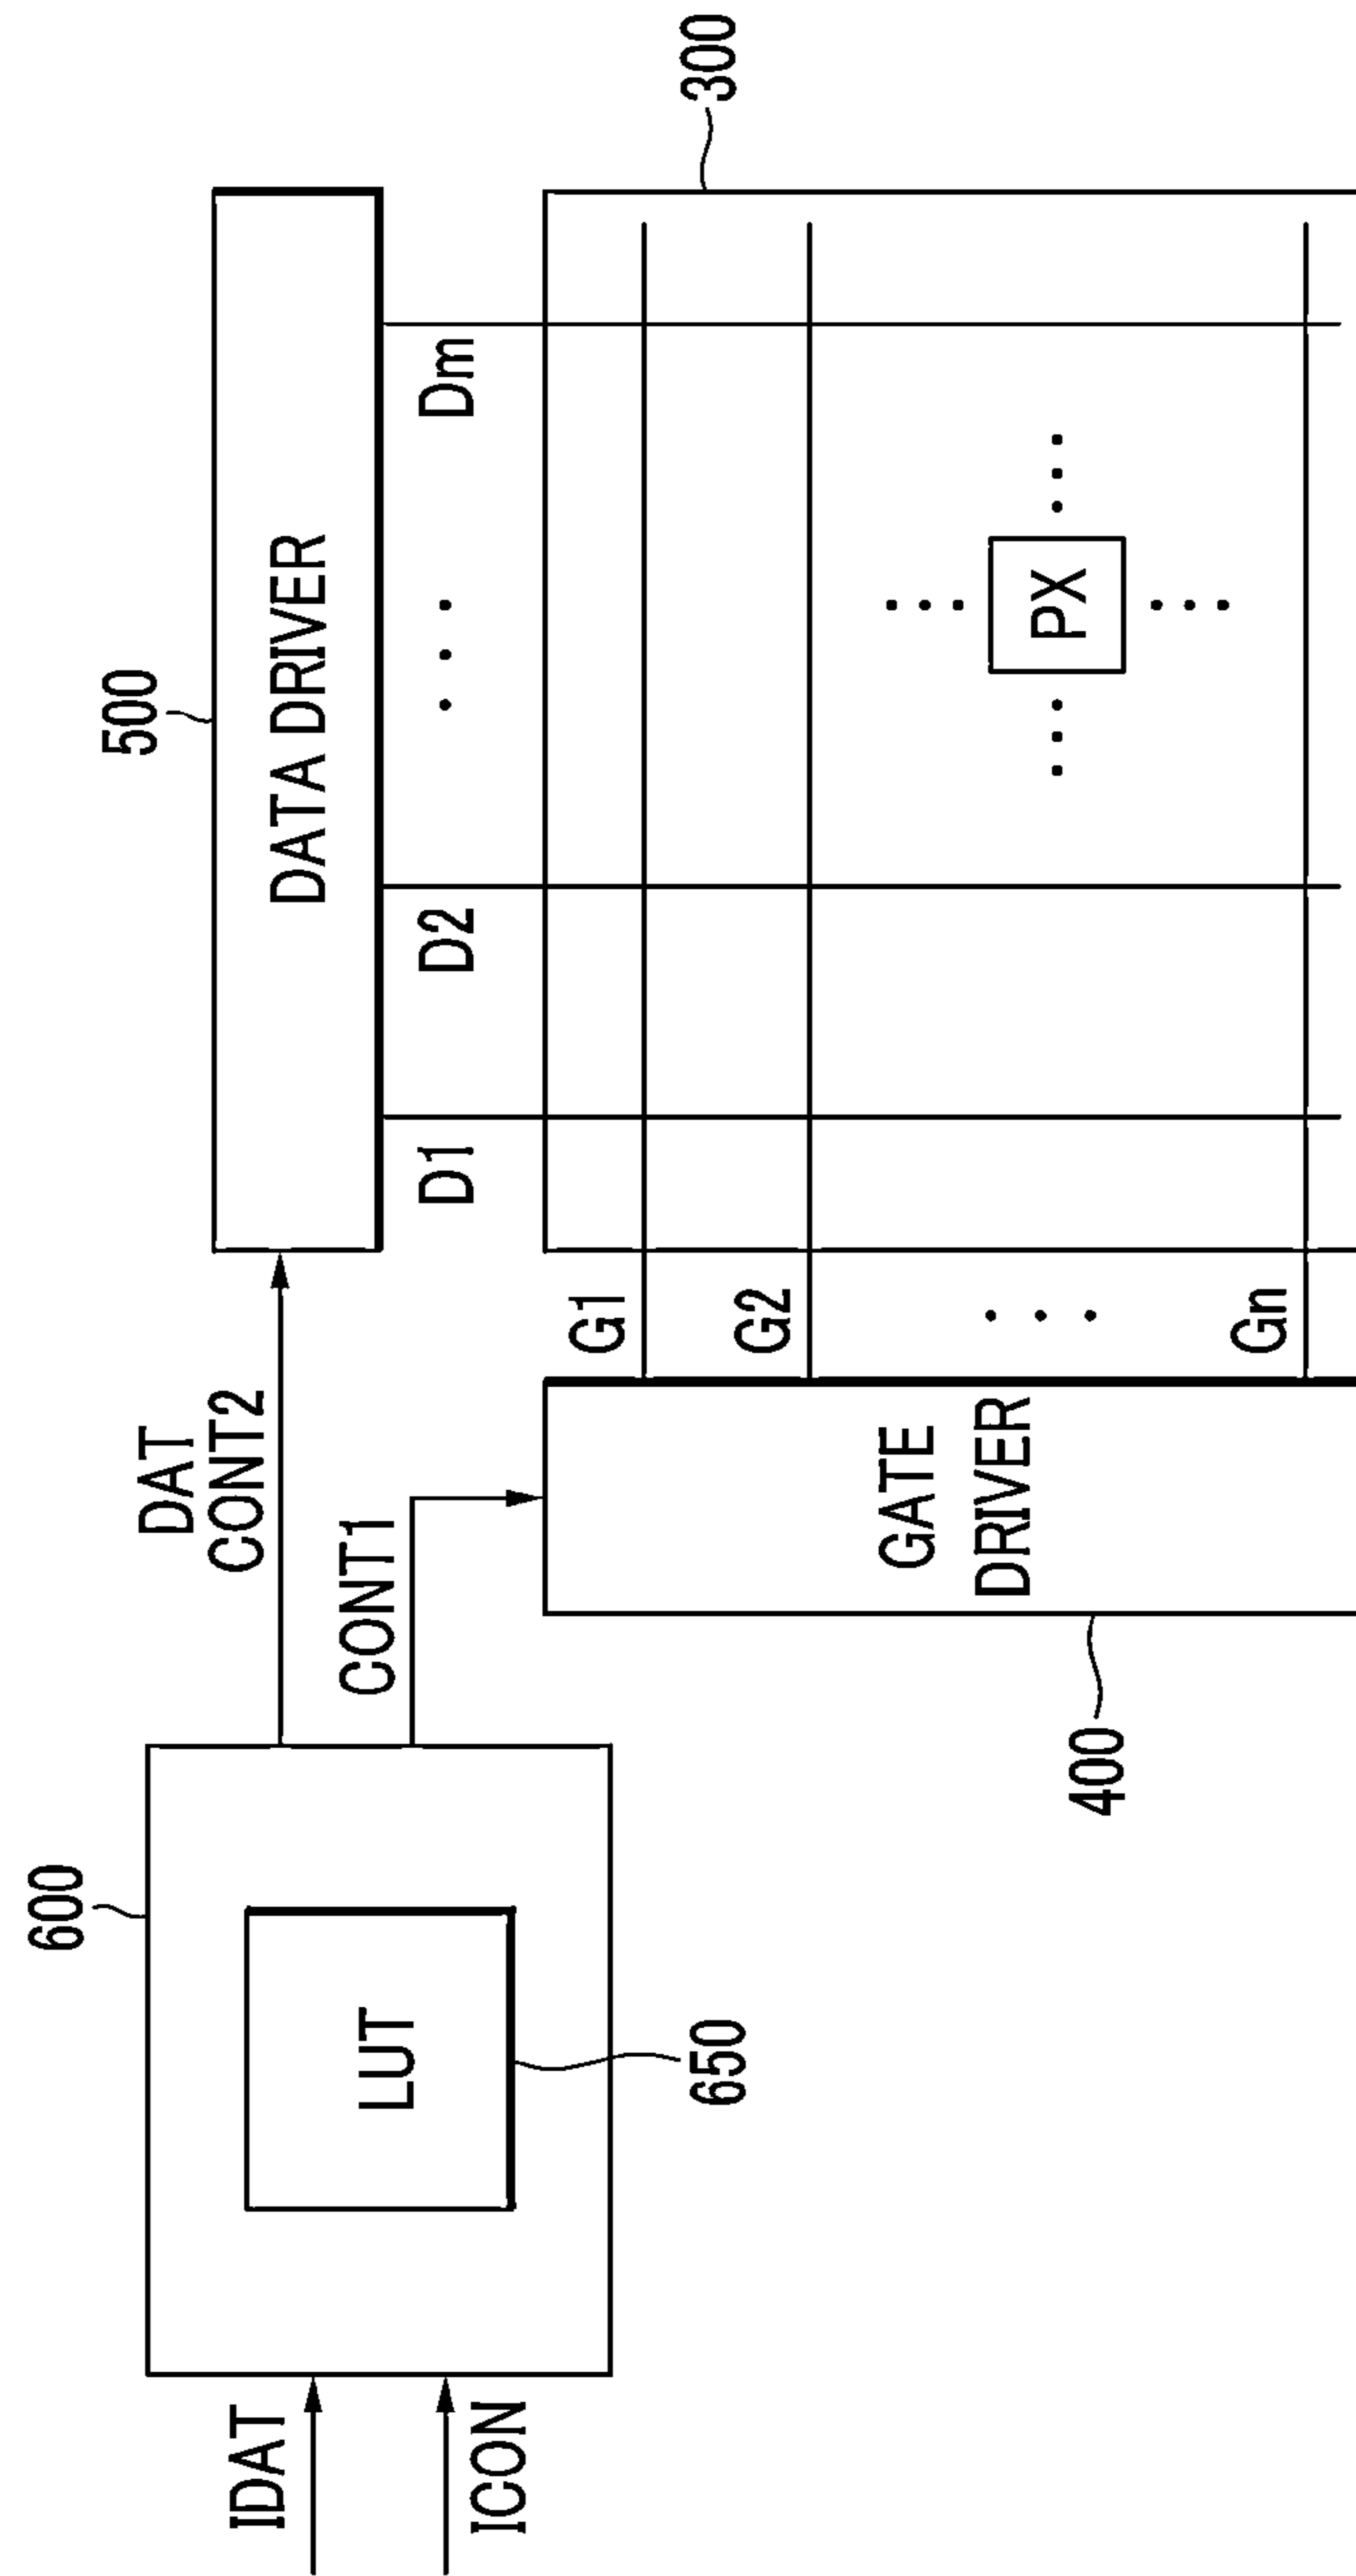 500
DATA DRIVER
600
DAT
CONT2
CONT1
IDAT
ICON
LUT
650
D1
D2
...
Dm
300
G1
G2
...
Gn
GATE
DRIVER
400
... PX ...